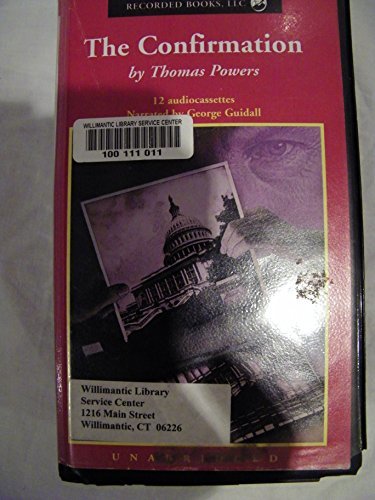 RECORDED BOOKS, LLC
The Confirmation
by Thomas Powers
12 audiocassettes
Narrated by George Guidall
WILLIMANTIC LIBRARY SERVICE CENTER
100 111 011
Willimantic Library
Service Center
1216 Main Street
Willimantic, CT 06226
UNABRIDGED